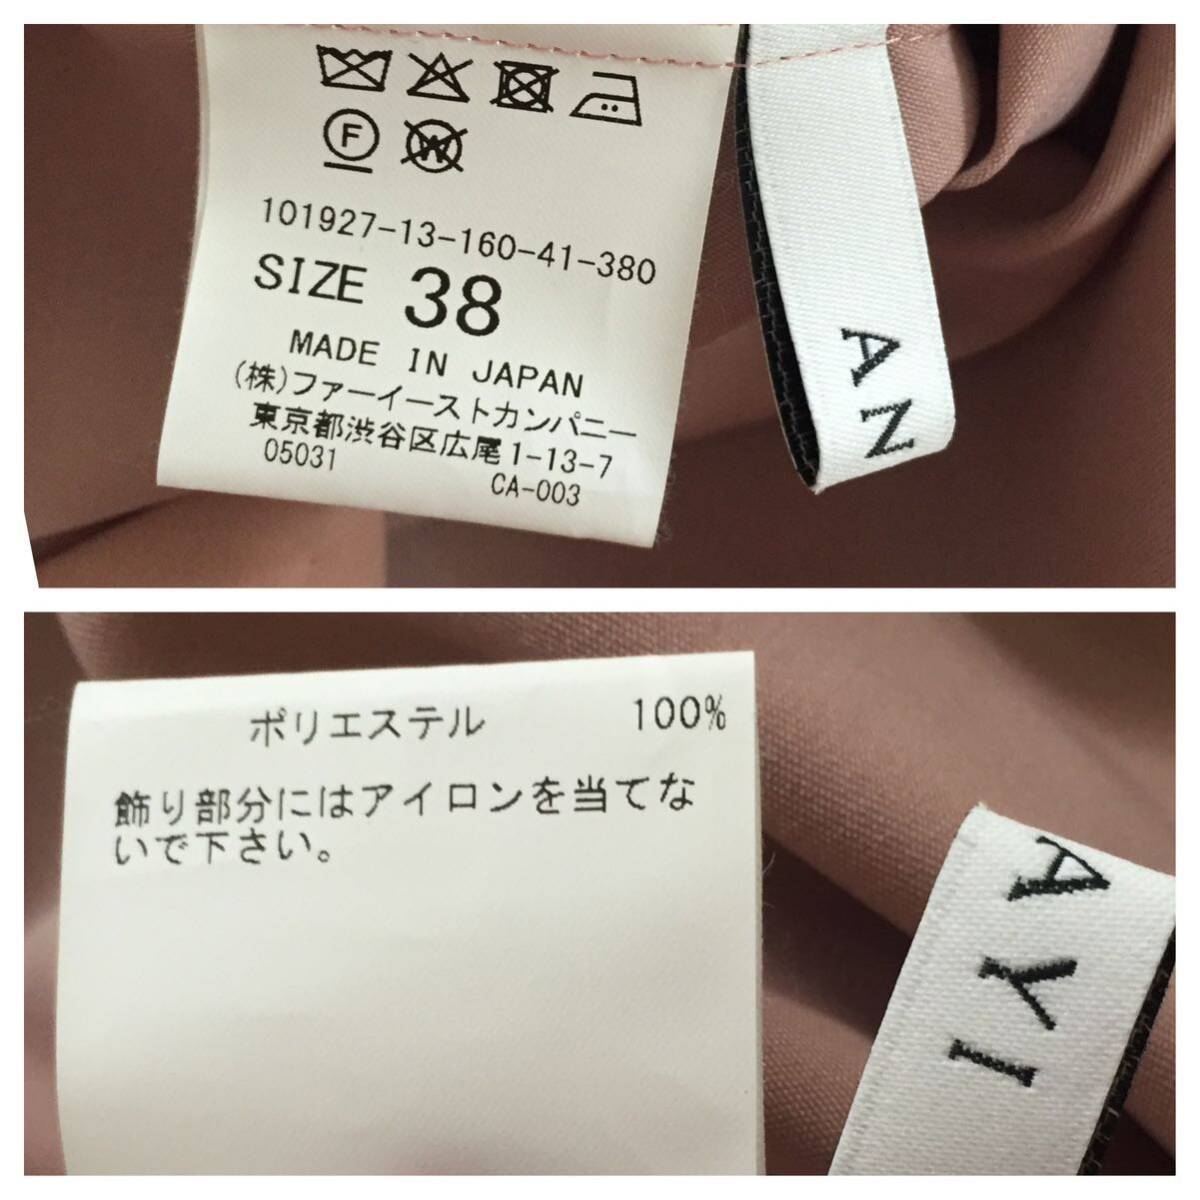 F
W
101927-13-160-41-380
SIZE 38
MADE IN JAPAN
(株)ファーイーストカンパニー
東京都渋谷区広尾1-13-7
05031 CA-003
AN
ポリエステル 100%
飾り部分にはアイロンを当てな
いで下さい。
AYI